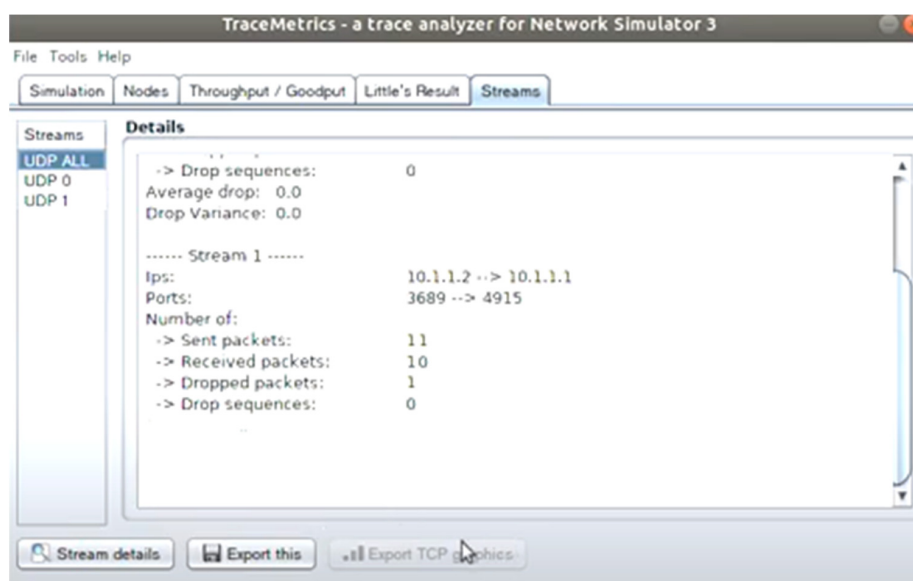 TraceMetrics - a trace analyzer for Network Simulator 3
File Tools Help
Simulation Nodes Throughput / Goodput Little's Result Streams
Streams
UDP ALL
UDP 0
UDP 1
Details
-> Drop sequences: 0
Average drop: 0.0
Drop Variance: 0.0
------ Stream 1 ------
Ips: 10.1.1.2 --> 10.1.1.1
Ports: 3689 --> 4915
Number of:
-> Sent packets: 11
-> Received packets: 10
-> Dropped packets: 1
-> Drop sequences: 0
Stream details Export this Export TCP